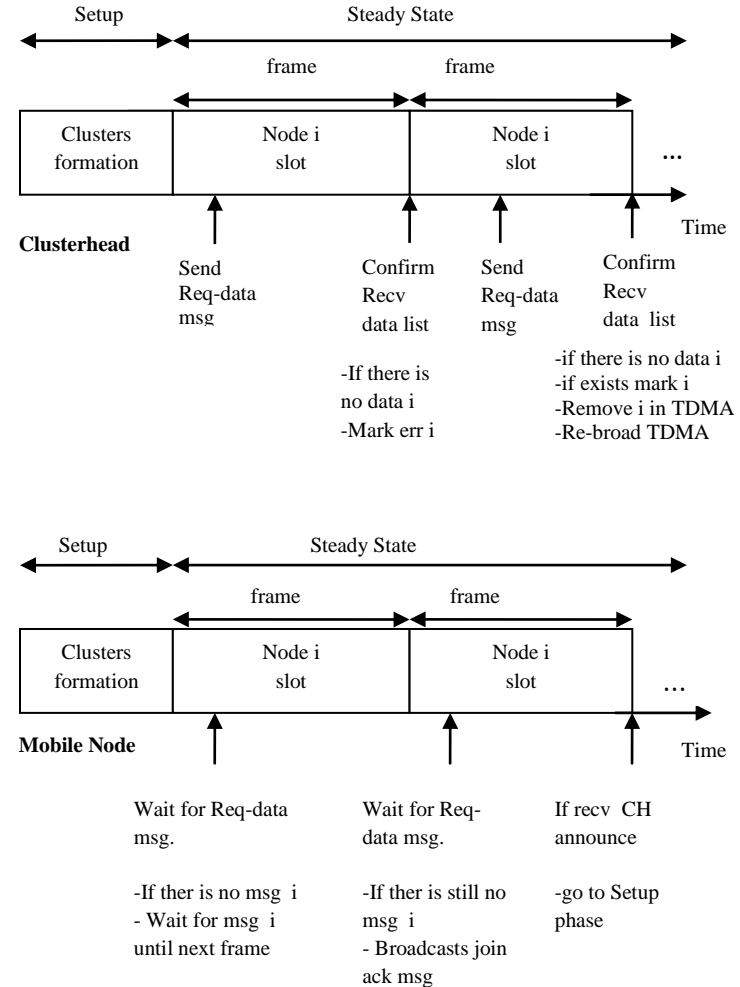 Setup
Steady State
frame
frame
Clusters
formation
Node i
slot
Node i
slot
...
Time
Clusterhead
Send
Req-data
msg
Confirm
Recv
data list
-If there is
no data i
-Mark err i
Send
Req-data
msg
Confirm
Recv
data list
-if there is no data i
-if exists mark i
-Remove i in TDMA
-Re-broad TDMA
Setup
Steady State
frame
frame
Clusters
formation
Node i
slot
Node i
slot
...
Time
Mobile Node
Wait for Req-data
msg.
-If ther is no msg i
- Wait for msg i
until next frame
Wait for Req-
data msg.
-If ther is still no
msg i
- Broadcasts join
ack msg
If recv CH
announce
-go to Setup
phase